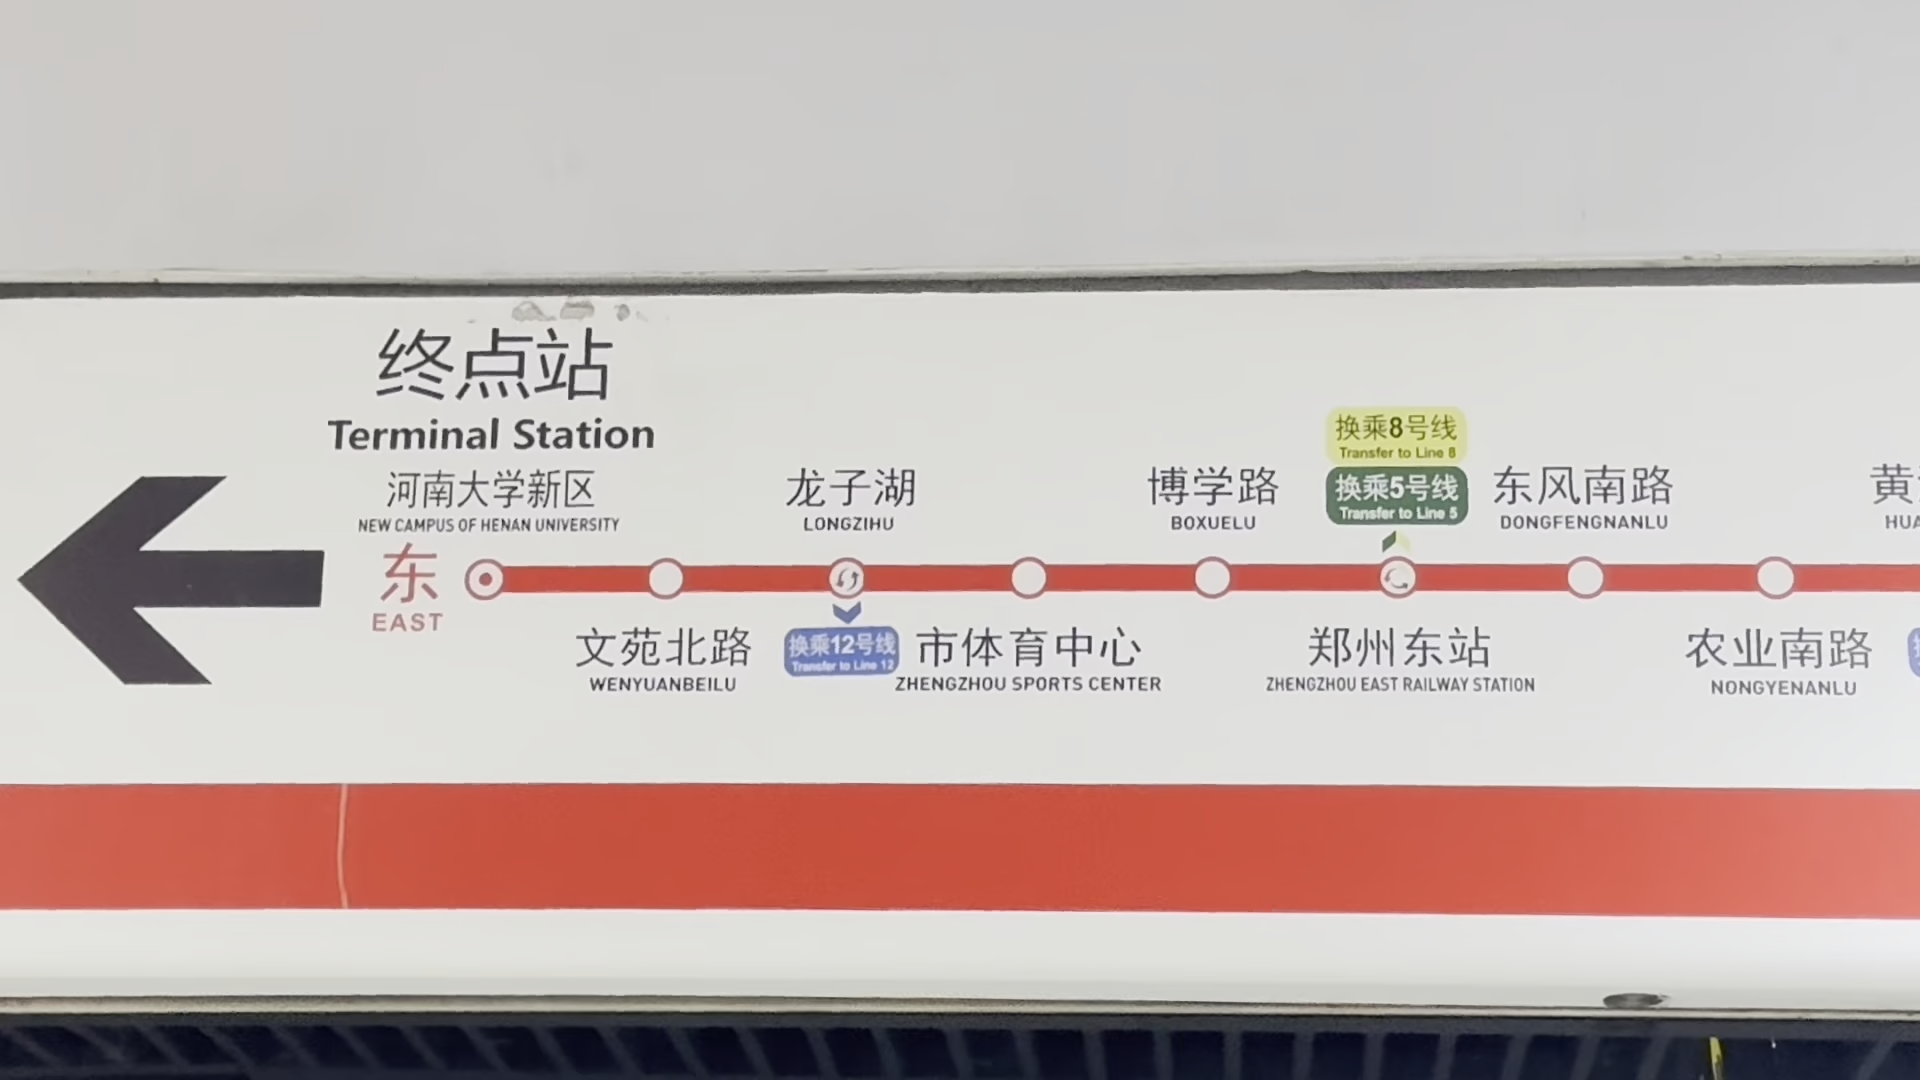 终点站
Terminal Station
河南大学新区
NEW CAMPUS OF HENAN UNIVERSITY
东
EAST
文苑北路
WENYUANBEILU
龙子湖
LONGZIHU
换乘12号线
Transfer to Line 12
市体育中心
ZHENGZHOU SPORTS CENTER
博学路
BOXUELU
换乘8号线
Transfer to Line 8
换乘5号线
Transfer to Line 5
郑州东站
ZHENGZHOU EAST RAILWAY STATION
东风南路
DONGFENGNANLU
农业南路
NONGYENANLU
黄
HUA